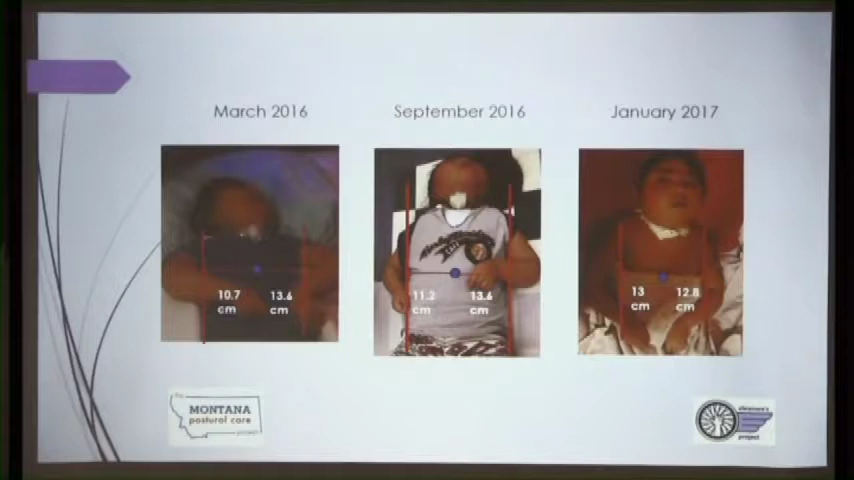 March 2016
September 2016
January 2017
10.7 cm
13.6 cm
11.2 cm
13.6 cm
13 cm
12.8 cm
MONTANA
postural care
project